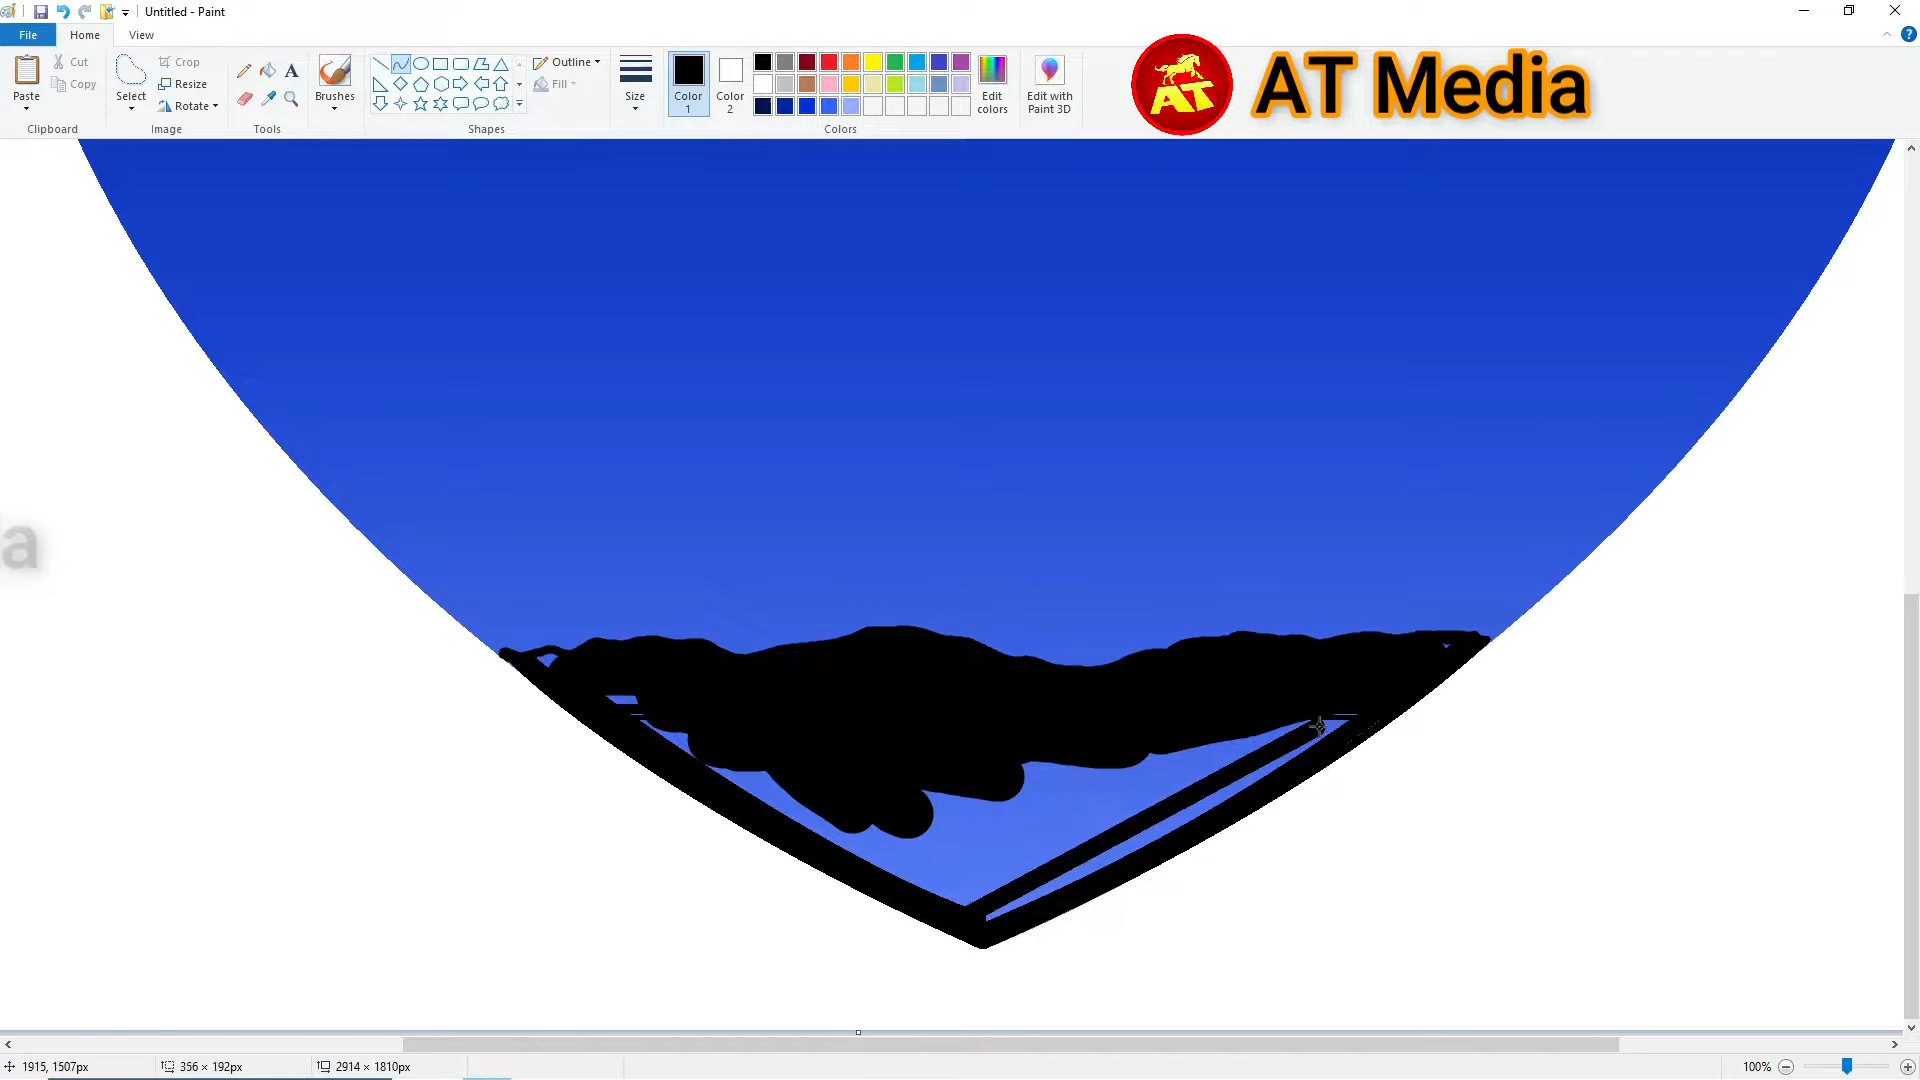 Untitled - Paint
File Home View
Paste
Cut
Copy
Clipboard
Select
Crop
Resize
Rotate
Image
Tools
Brushes
Shapes
Outline
Fill
Size
Color 1
Color 2
Colors
Edit colors
Edit with Paint 3D
AT
AT Media
a
1915, 1507px
356 × 192px
2914 × 1810px
100%